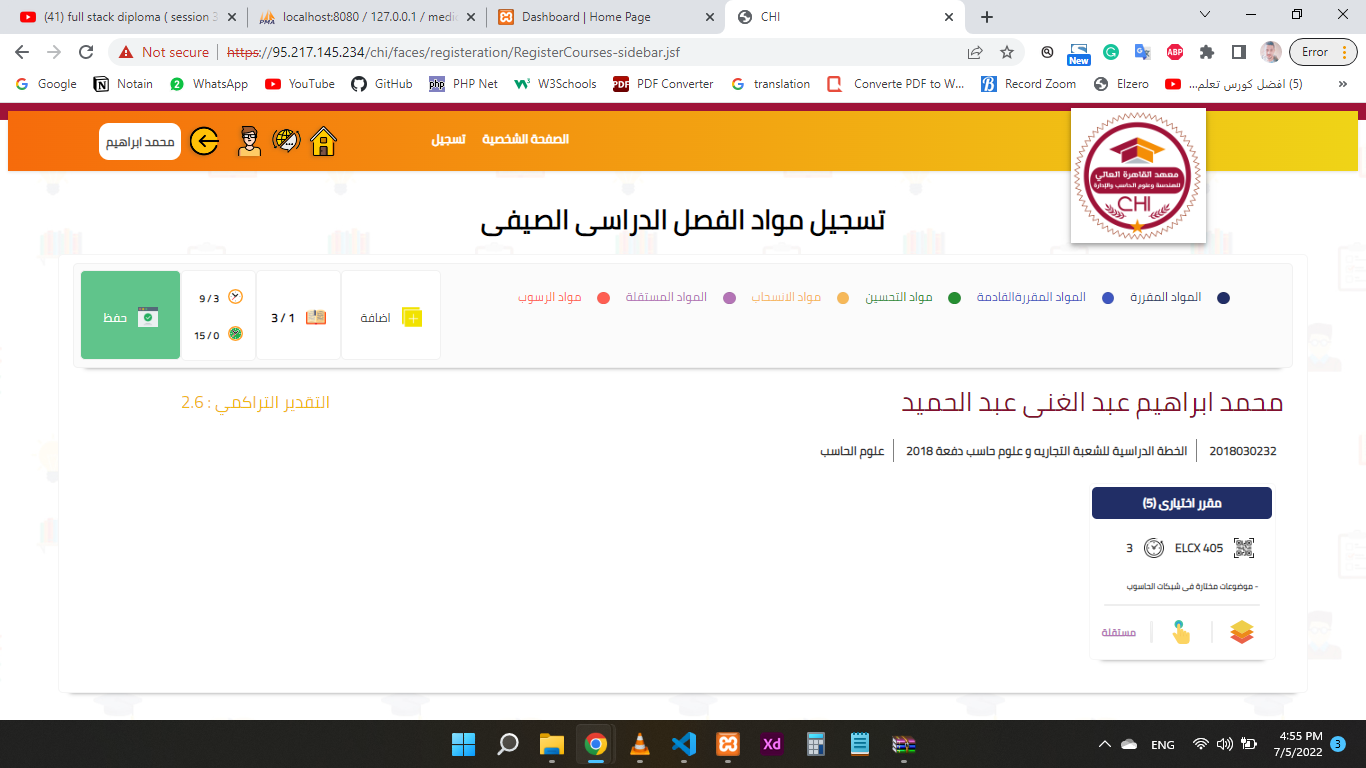 (41) full stack diploma ( session 3
localhost:8080 / 127.0.0.1 / medic
Dashboard | Home Page
CHI
Not secure
https://95.217.145.234/chi/faces/registeration/RegisterCourses-sidebar.jsf
New
ABP
Error
Google
Notain
WhatsApp
YouTube
GitHub
PHP Net
W3Schools
PDF Converter
translation
Converte PDF to W...
Record Zoom
Elzero
(5) افضل كورس تعلم...
معهد القاهرة العالي
للهندسة وعلوم الحاسب والإدارة
CHI
الصفحة الشخصية
تسجيل
محمد ابراهيم
تسجيل مواد الفصل الدراسى الصيفى
المواد المقررة
المواد المقررةالقادمة
مواد التحسين
مواد الانسحاب
المواد المستقلة
مواد الرسوب
اضافة
3 / 1
9 / 3
15 / 0
حفظ
محمد ابراهيم عبد الغنى عبد الحميد
التقدير التراكمي : 2.6
2018030232
الخطة الدراسية للشعبة التجاريه و علوم حاسب دفعة 2018
علوم الحاسب
مقرر اختيارى (5)
ELCX 405
3
- موضوعات مختارة فى شبكات الحاسوب
مستقلة
Xd
ENG
4:55 PM
7/5/2022
3